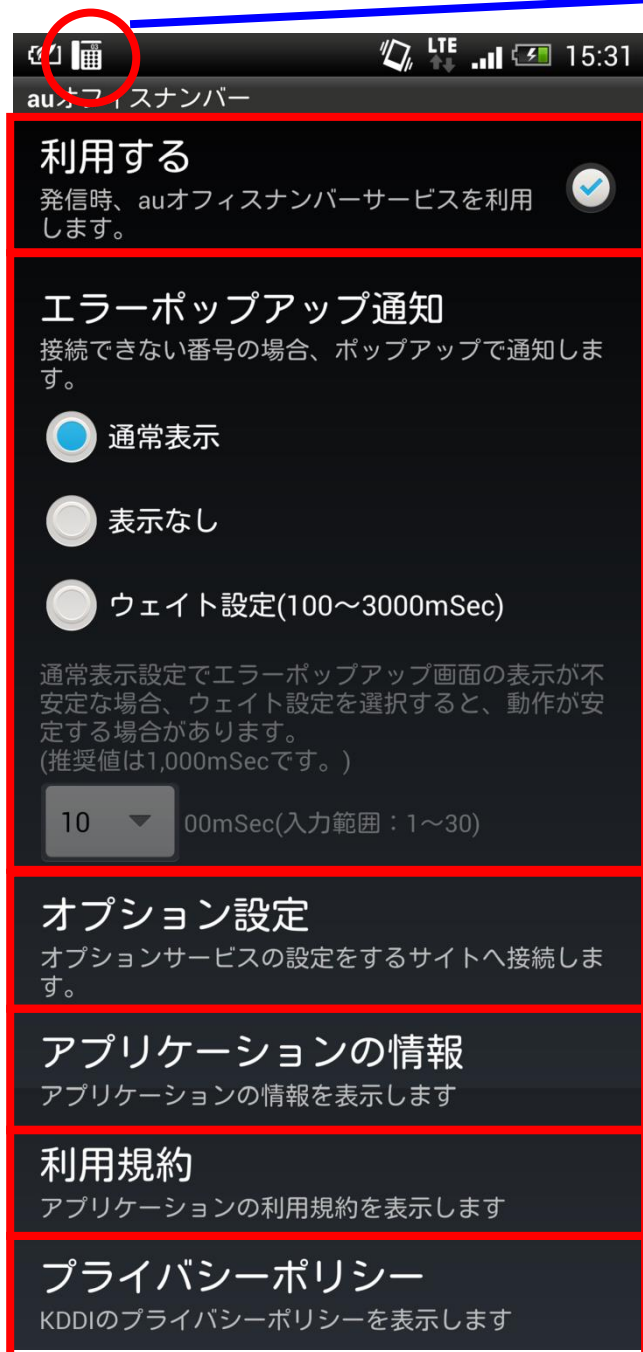 LTE 15:31
auオフィスナンバー
利用する
発信時、auオフィスナンバーサービスを利用
します。
エラーポップアップ通知
接続できない番号の場合、ポップアップで通知しま
す。
通常表示
表示なし
ウェイト設定(100～3000mSec)
通常表示設定でエラーポップアップ画面の表示が不
安定な場合、ウェイト設定を選択すると、動作が安
定する場合があります。
(推奨値は1,000mSecです。)
10 00mSec(入力範囲：1～30)
オプション設定
オプションサービスの設定をするサイトへ接続しま
す。
アプリケーションの情報
アプリケーションの情報を表示します
利用規約
アプリケーションの利用規約を表示します
プライバシーポリシー
KDDIのプライバシーポリシーを表示します